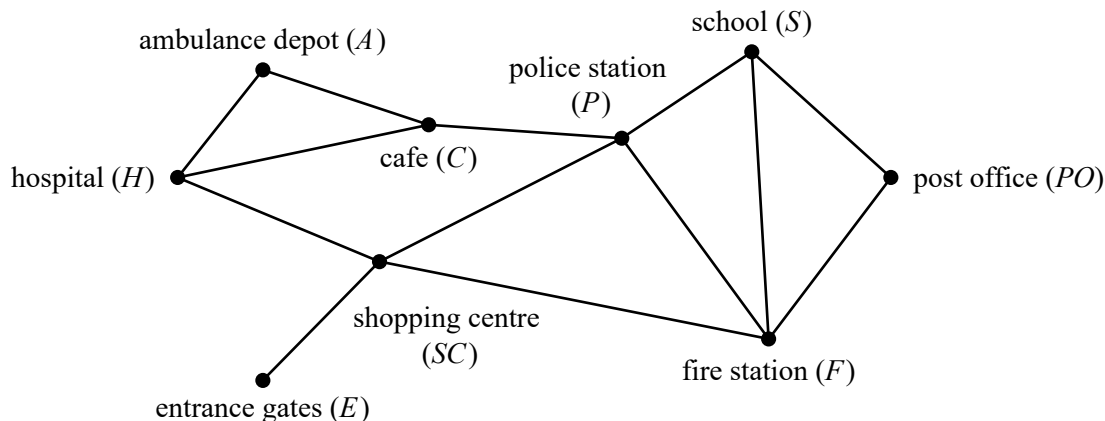 school (S)
ambulance depot (A)
police station
(P)
cafe (C)
hospital (H)
post office (PO)
shopping centre
(SC)
fire station (F)
entrance gates (E)